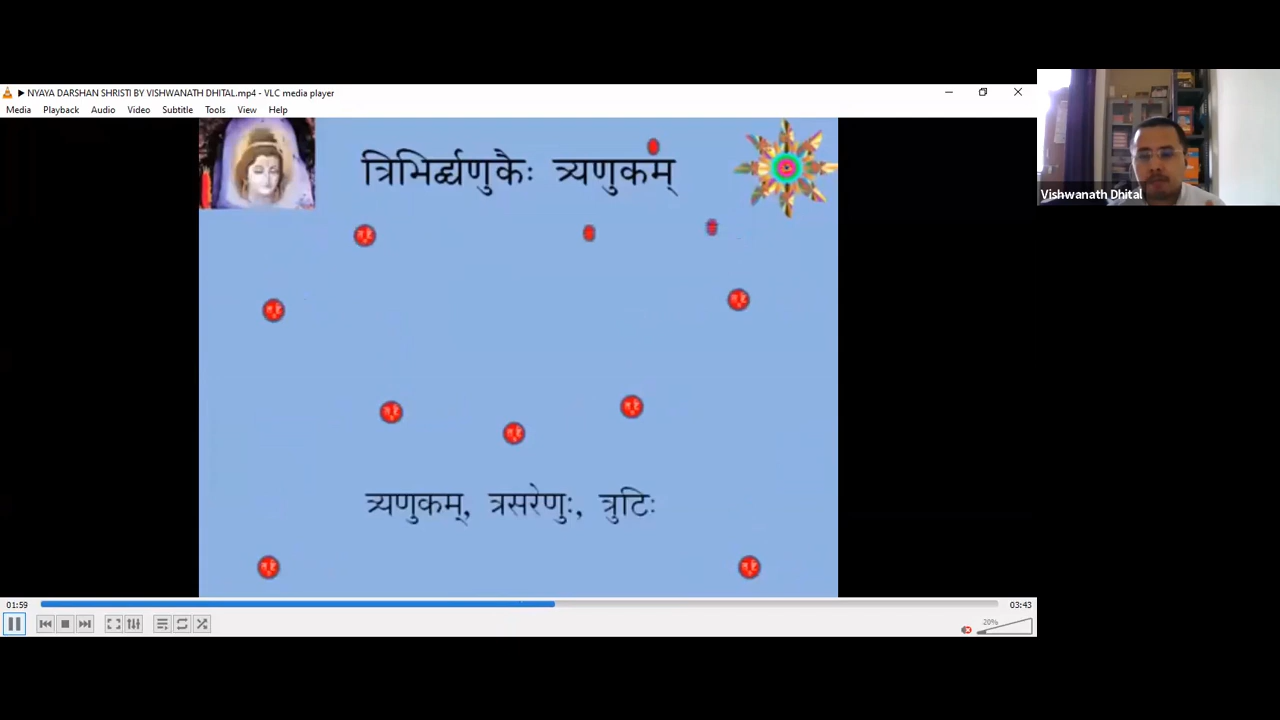 ▶ NYAYA DARSHAN SHRISTI BY VISHWANATH DHITAL.mp4 - VLC media player
Media Playback Audio Video Subtitle Tools View Help
त्रिभिर्द्व्यणुकैः त्र्यणुकम्
Vishwanath Dhital
त्र्यणुकम्, त्रसरेणुः, त्रुटिः
01:59 03:43
20%